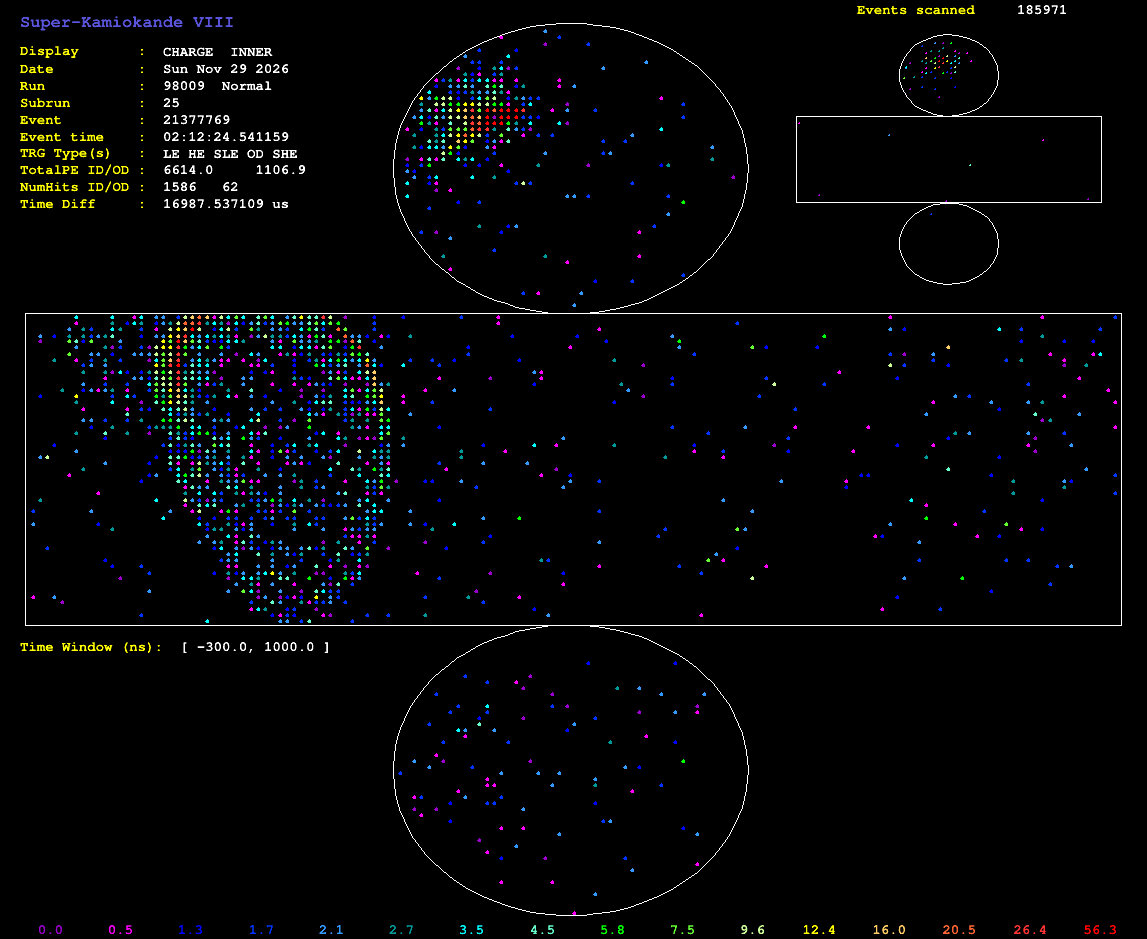 Super-Kamiokande VIII
Events scanned 185971
Display : CHARGE INNER
Date : Sun Nov 29 2026
Run : 98009 Normal
Subrun : 25
Event : 21377769
Event time : 02:12:24.541159
TRG Type(s) : LE HE SLE OD SHE
TotalPE ID/OD : 6614.0 1106.9
NumHits ID/OD : 1586 62
Time Diff : 16987.537109 us
Time Window (ns): [ -300.0, 1000.0 ]
0.0 0.5 1.3 1.7 2.1 2.7 3.5 4.5 5.8 7.5 9.6 12.4 16.0 20.5 26.4 56.3